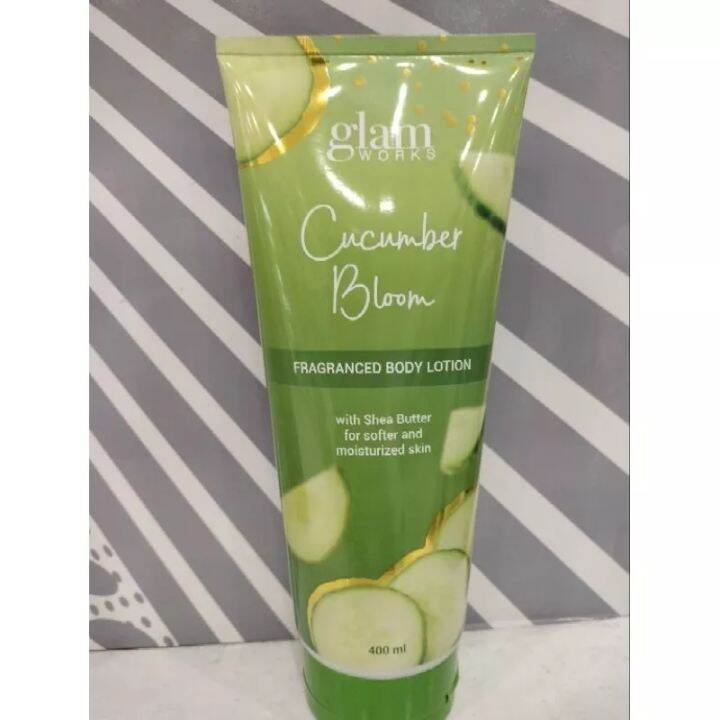 glam
WORKS
Cucumber
Bloom
FRAGRANCED BODY LOTION
with Shea Butter
for softer and
moisturized skin
400 ml